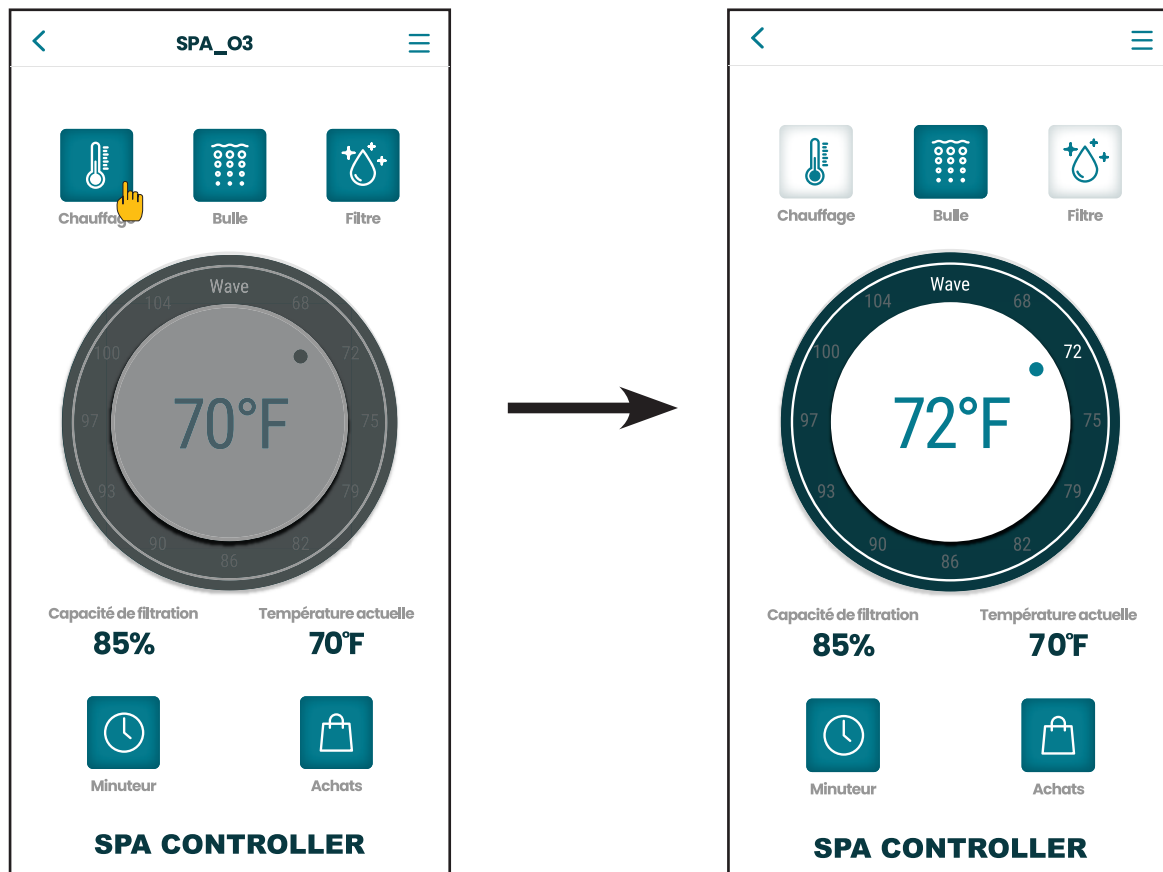 SPA_O3
Chauffage
Bulle
Filtre
Wave
68
72
75
79
82
86
90
93
97
100
104
70°F
Capacité de filtration
Température actuelle
85%
70°F
Minuteur
Achats
SPA CONTROLLER
Chauffage
Bulle
Filtre
Wave
68
72
75
79
82
86
90
93
97
100
104
72°F
Capacité de filtration
Température actuelle
85%
70°F
Minuteur
Achats
SPA CONTROLLER